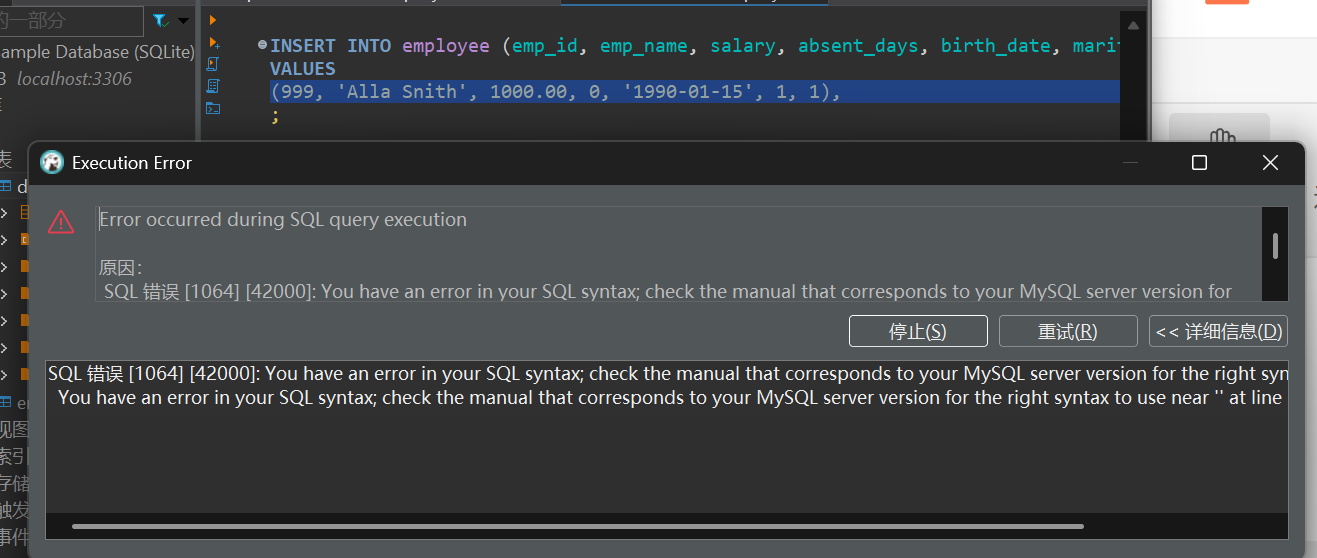 的一部分
ample Database (SQLite)
localhost:3306
INSERT INTO employee (emp_id, emp_name, salary, absent_days, birth_date, marit
VALUES
(999, 'Alla Snith', 1000.00, 0, '1990-01-15', 1, 1),
;
表
d
视图
索引
存储
触发
事件
Execution Error
Error occurred during SQL query execution
原因:
SQL 错误 [1064] [42000]: You have an error in your SQL syntax; check the manual that corresponds to your MySQL server version for
停止(S)
重试(R)
<< 详细信息(D)
SQL 错误 [1064] [42000]: You have an error in your SQL syntax; check the manual that corresponds to your MySQL server version for the right syn
You have an error in your SQL syntax; check the manual that corresponds to your MySQL server version for the right syntax to use near '' at line